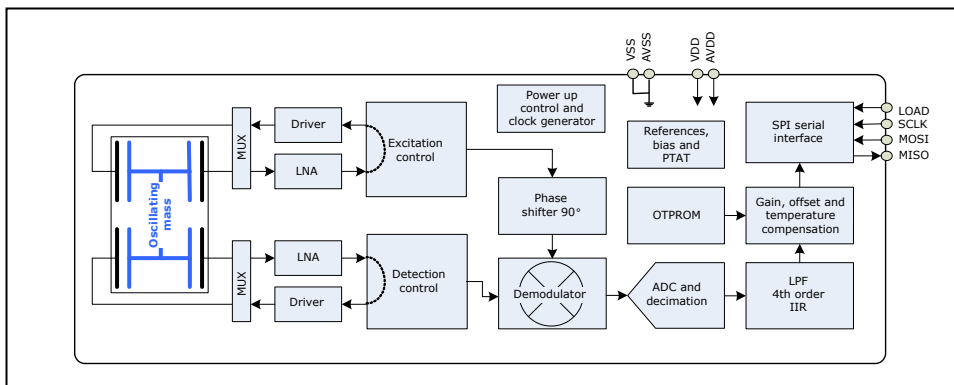 VSS
AVSS
VDD
AVDD
MUX
Driver
LNA
Excitation
control
Power up
control and
clock generator
References,
bias and
PTAT
SPI serial
interface
LOAD
SCLK
MOSI
MISO
Oscillating
mass
Phase
shifter 90°
OTPROM
Gain, offset and
temperature
compensation
MUX
LNA
Driver
Detection
control
Demodulator
ADC and
decimation
LPF
4th order
IIR